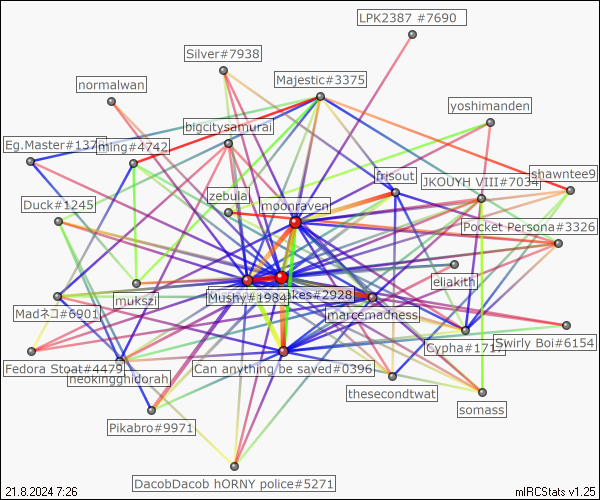 LPK2387 #7690
Silver#7938
Majestic#3375
normalwan
yoshimanden
bigcitysamurai
Eg.Master#137
ming#4742
frisout
JKOUYH VIII#7034
shawntee9
zebulal
moonraven
Duck#1245
Pocket Persona#3326
eliakith
mukszi
Mushy#1984
akes#2928
Madネコ#6901
marcemadness
Cypha#1717
Swirly Boi#6154
Fedora Stoat#4479
neokingghidorah
Can anything be saved#0396
thesecondtwat
somass
Pikabro#9971
DacobDacob hORNY police#5271
21.8.2024 7:26
mIRCStats v1.25